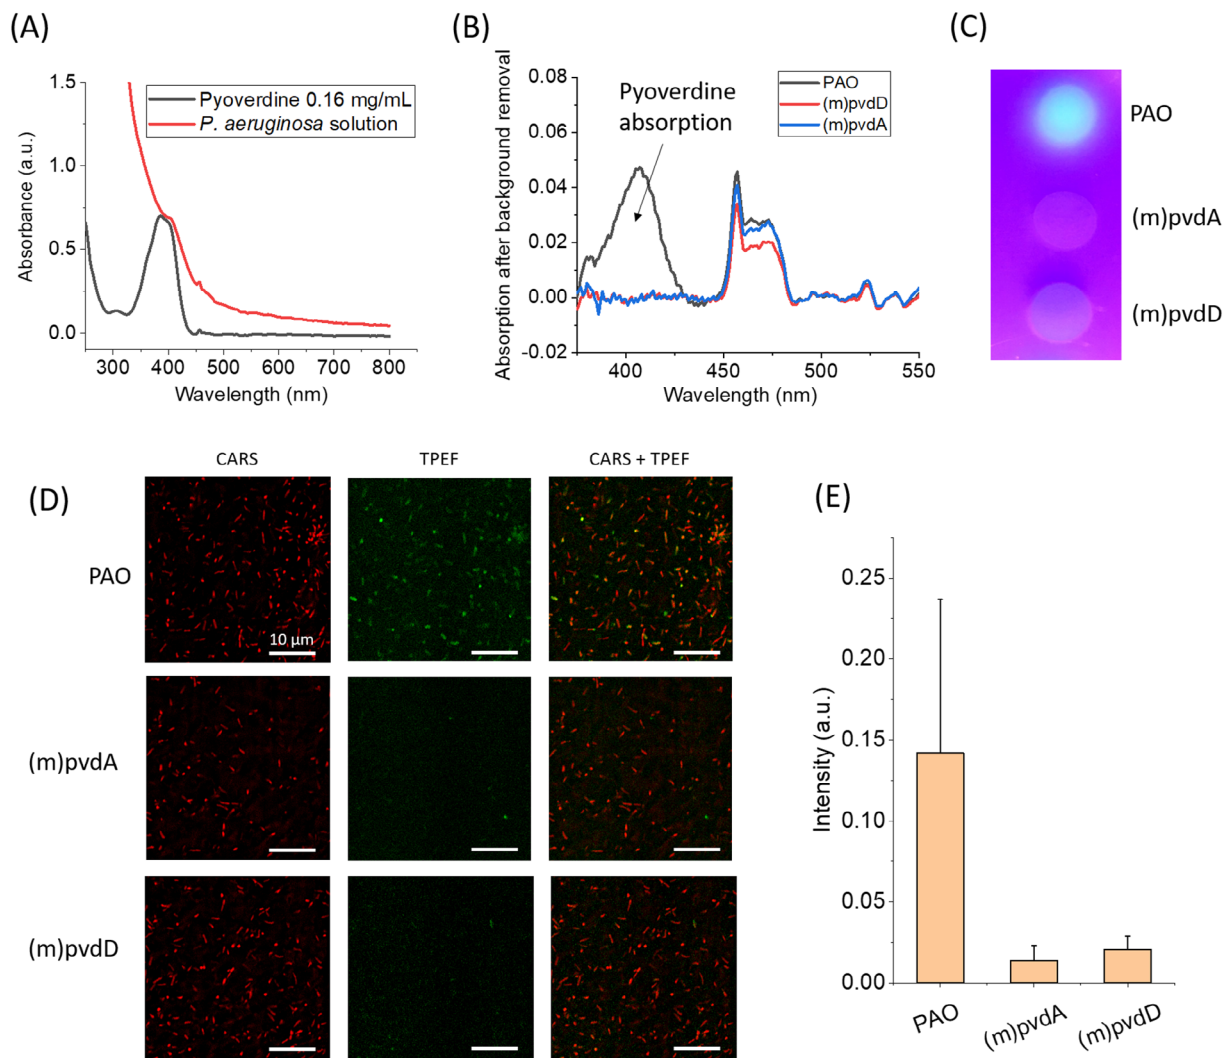 (A)
1.5
1.0
0.5
0.0
Absorbance (a.u.)
Pyoverdine 0.16 mg/mL
P. aeruginosa solution
300 400 500 600 700 800
Wavelength (nm)
(B)
0.08
0.06
0.04
0.02
0.00
-0.02
Absorption after background removal
Pyoverdine
absorption
PAO
(m)pvdD
(m)pvdA
400 450 500 550
Wavelength (nm)
(C)
PAO
(m)pvdA
(m)pvdD
(D)
CARS TPEF CARS + TPEF
PAO
10 µm
(m)pvdA
(m)pvdD
(E)
0.25
0.20
0.15
0.10
0.05
0.00
Intensity (a.u.)
PAO
(m)pvdA
(m)pvdD